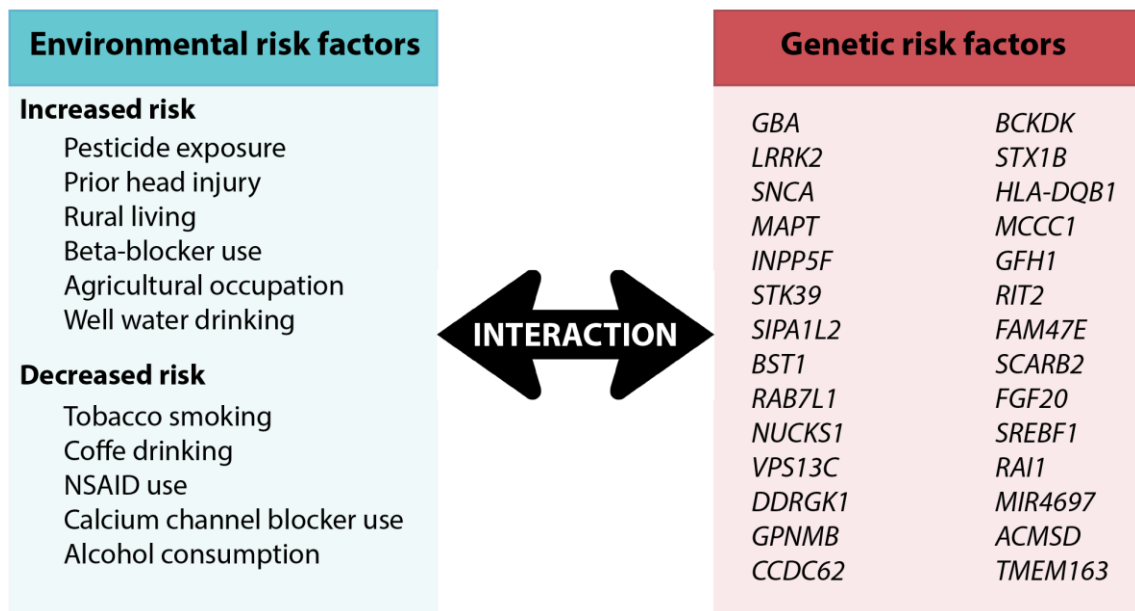 Environmental risk factors
Increased risk
Pesticide exposure
Prior head injury
Rural living
Beta-blocker use
Agricultural occupation
Well water drinking
Decreased risk
Tobacco smoking
Coffe drinking
NSAID use
Calcium channel blocker use
Alcohol consumption
INTERACTION
Genetic risk factors
GBA
LRRK2
SNCA
MAPT
INPP5F
STK39
SIPA1L2
BST1
RAB7L1
NUCKS1
VPS13C
DDRGK1
GPNMB
CCDC62
BCKDK
STX1B
HLA-DQB1
MCCC1
GFH1
RIT2
FAM47E
SCARB2
FGF20
SREBF1
RAI1
MIR4697
ACMSD
TMEM163